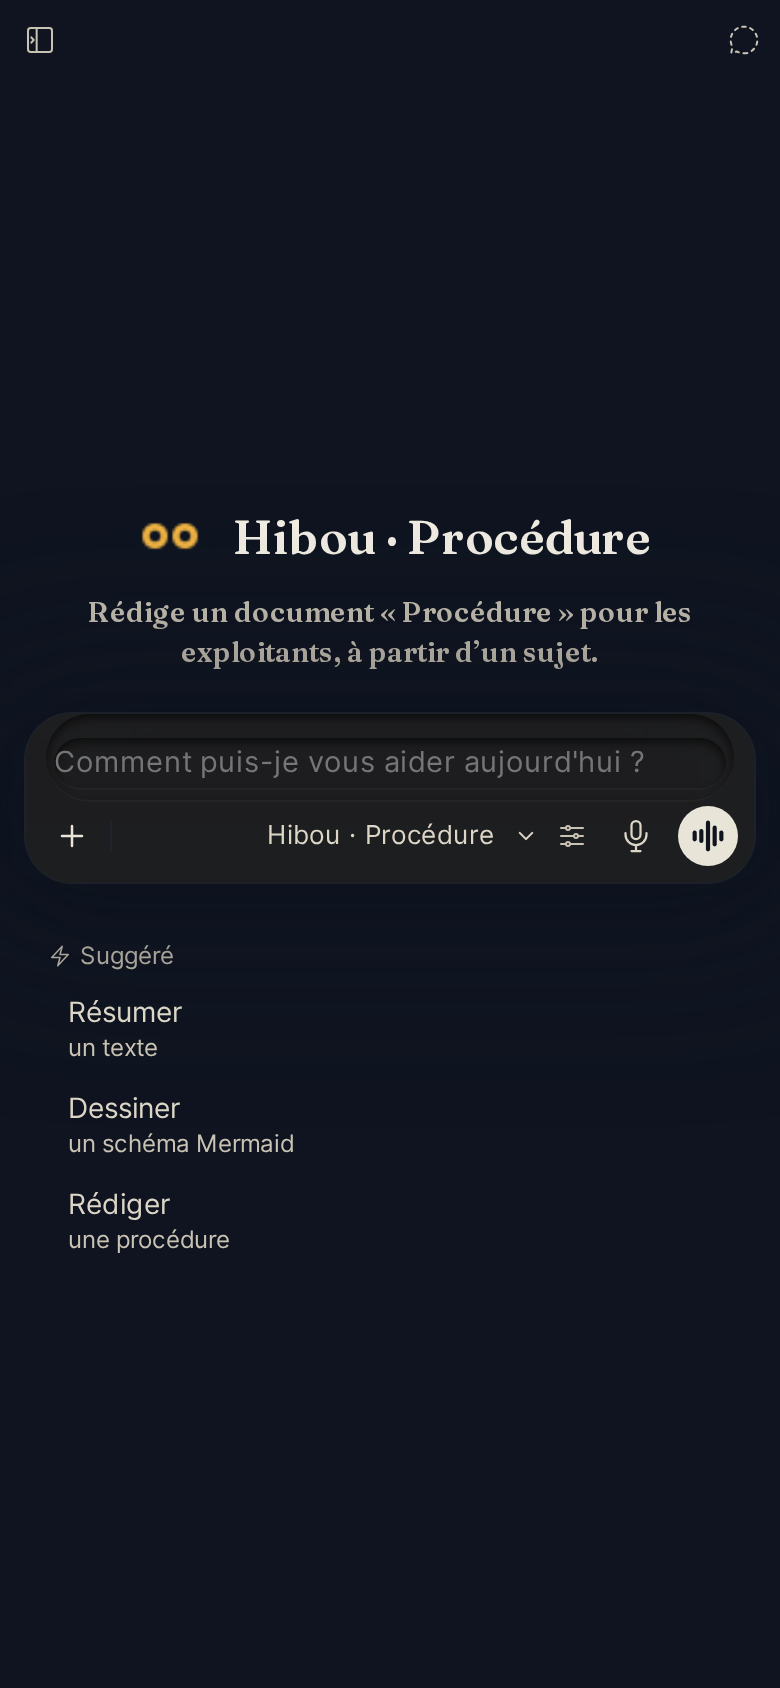 Hibou · Procédure
Rédige un document « Procédure » pour les
exploitants, à partir d’un sujet.
Comment puis-je vous aider aujourd'hui ?
Hibou · Procédure
Suggéré
Résumer
un texte
Dessiner
un schéma Mermaid
Rédiger
une procédure